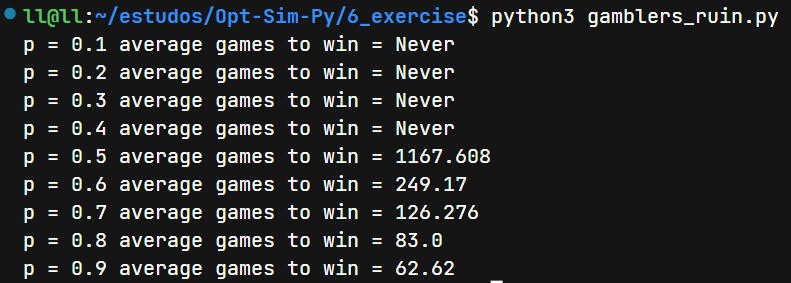 ll@ll:~/estudos/Opt-Sim-Py/6_exercise$ python3 gamblers_ruin.py
p = 0.1 average games to win = Never
p = 0.2 average games to win = Never
p = 0.3 average games to win = Never
p = 0.4 average games to win = Never
p = 0.5 average games to win = 1167.608
p = 0.6 average games to win = 249.17
p = 0.7 average games to win = 126.276
p = 0.8 average games to win = 83.0
p = 0.9 average games to win = 62.62